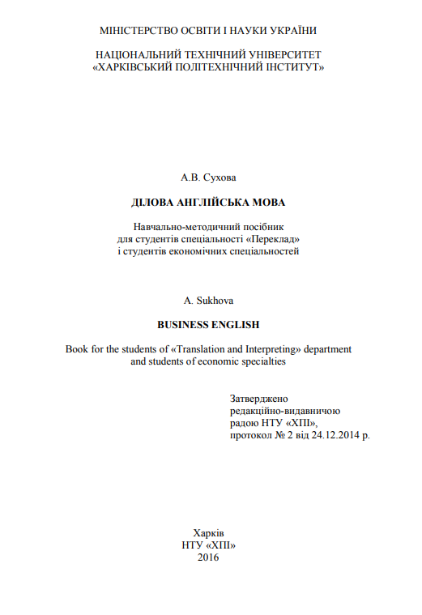 МІНІСТЕРСТВО ОСВІТИ І НАУКИ УКРАЇНИ
НАЦІОНАЛЬНИЙ ТЕХНІЧНИЙ УНІВЕРСИТЕТ
«ХАРКІВСЬКИЙ ПОЛІТЕХНІЧНИЙ ІНСТИТУТ»
А.В. Сухова
ДІЛОВА АНГЛІЙСЬКА МОВА
Навчально-методичний посібник
для студентів спеціальності «Переклад»
і студентів економічних спеціальностей
A. Sukhova
BUSINESS ENGLISH
Book for the students of «Translation and Interpreting» department
and students of economic specialties
Затверджено
редакційно-видавничою
радою НТУ «ХПІ»,
протокол № 2 від 24.12.2014 р.
Харків
НТУ «ХПІ»
2016